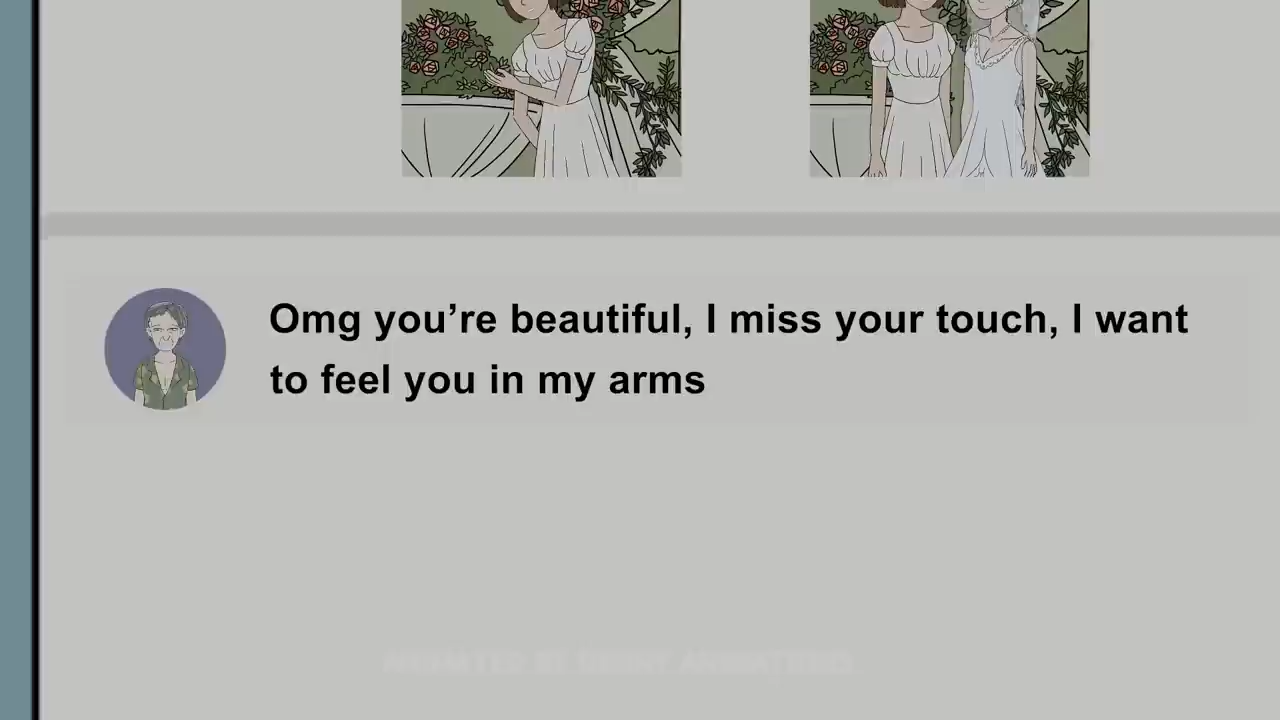 Omg you’re beautiful, I miss your touch, I want
to feel you in my arms